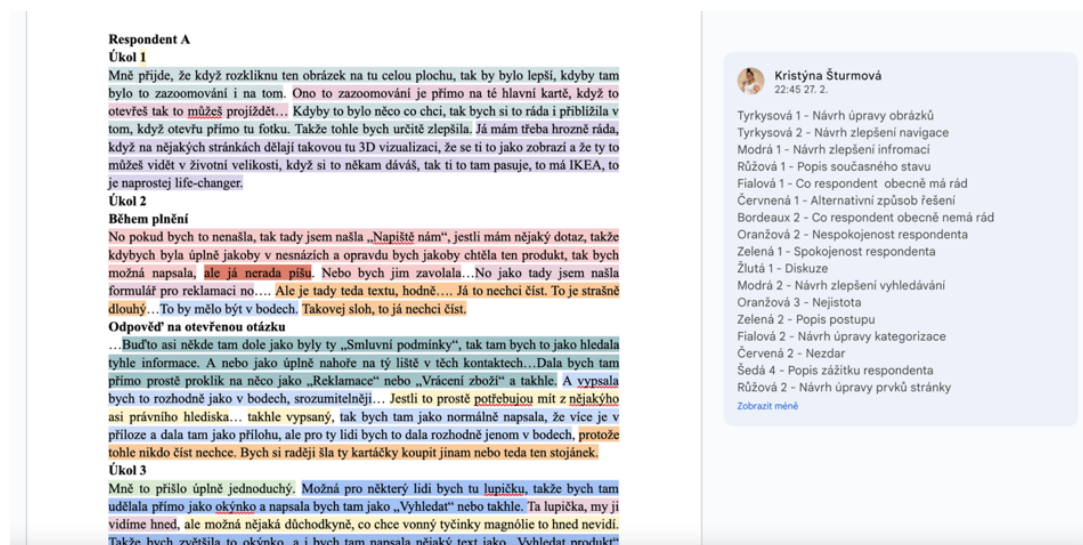 Respondent A
Úkol 1
Mně přijde, že když rozkliknu ten obrázek na tu celou plochu, tak by bylo lepší, kdyby tam
bylo to zazoomování i na tom. Ono to zazoomování je přímo na té hlavní kartě, když to
otevřeš tak to můžeš projíždět… Kdyby to bylo něco co chci, tak bych si to ráda i přiblížila v
tom, když otevřu přímo tu fotku. Takže tohle bych určitě zlepšila. Já mám třeba hrozně ráda,
když na nějakých stránkách dělají takovou tu 3D vizualizaci, že se ti to jako zobrazí a že ty to
můžeš vidět v životní velikosti, když si to někam dáváš, tak ti to tam pasuje, to má IKEA, to
je naprostej life-changer.
Úkol 2
Během plnění
No pokud bych to nenašla, tak tady jsem našla „Napiště nám“, jestli mám nějaký dotaz, takže
kdybych byla úplně jakoby v nesnázích a opravdu bych jakoby chtěla ten produkt, tak bych
možná napsala, ale já nerada píšu. Nebo bych jim zavolala…No jako tady jsem našla
formulář pro reklamaci no…. Ale je tady teda textu, hodně…. Já to nechci číst. To je strašně
dlouhý…To by mělo být v bodech. Takovej sloh, to já nechci číst.
Odpověď na otevřenou otázku
…Buďto asi někde tam dole jako byly ty „Smluvní podmínky“, tak tam bych to jako hledala
tyhle informace. A nebo jako úplně nahoře na tý liště v těch kontaktech…Dala bych tam
přímo prostě proklik na něco jako „Reklamace“ nebo „Vrácení zboží“ a takhle. A vypsala
bych to rozhodně jako v bodech, srozumitelněji… Jestli to prostě potřebujou mít z nějakýho
asi právního hlediska… takhle vypsaný, tak bych tam jako normálně napsala, že více je v
příloze a dala tam jako přílohu, ale pro ty lidi bych to dala rozhodně jenom v bodech, protože
tohle nikdo číst nechce. Bych si raději šla ty kartáčky koupit jinam nebo teda ten stojánek.
Úkol 3
Mně to přišlo úplně jednoduchý. Možná pro některý lidi bych tu lupičku, takže bych tam
udělala přímo jako okýnko a napsala bych tam jako „Vyhledat“ nebo takhle. Ta lupička, my ji
vidíme hned, ale možná nějaká důchodkyně, co chce vonný tyčinky magnólie to hned nevidí.
Takže bych zvětšila to okýnko, a i bych tam napsala nějaký text jako „Vyhledat produkt“
Kristýna Šturmová
22:45 27. 2.
Tyrkysová 1 - Návrh úpravy obrázků
Tyrkysová 2 - Návrh zlepšení navigace
Modrá 1 - Návrh zlepšení infromací
Růžová 1 - Popis současného stavu
Fialová 1 - Co respondent obecně má rád
Červnená 1 - Alternativní způsob řešení
Bordeaux 2 - Co respondent obecně nemá rád
Oranžová 2 - Nespokojenost respondenta
Zelená 1 - Spokojenost respondenta
Žlutá 1 - Diskuze
Modrá 2 - Návrh zlepšení vyhledávání
Oranžová 3 - Nejistota
Zelená 2 - Popis postupu
Fialová 2 - Návrh úpravy kategorizace
Červená 2 - Nezdar
Šedá 4 - Popis zážitku respondenta
Růžová 2 - Návrh úpravy prvků stránky
Zobrazit méně